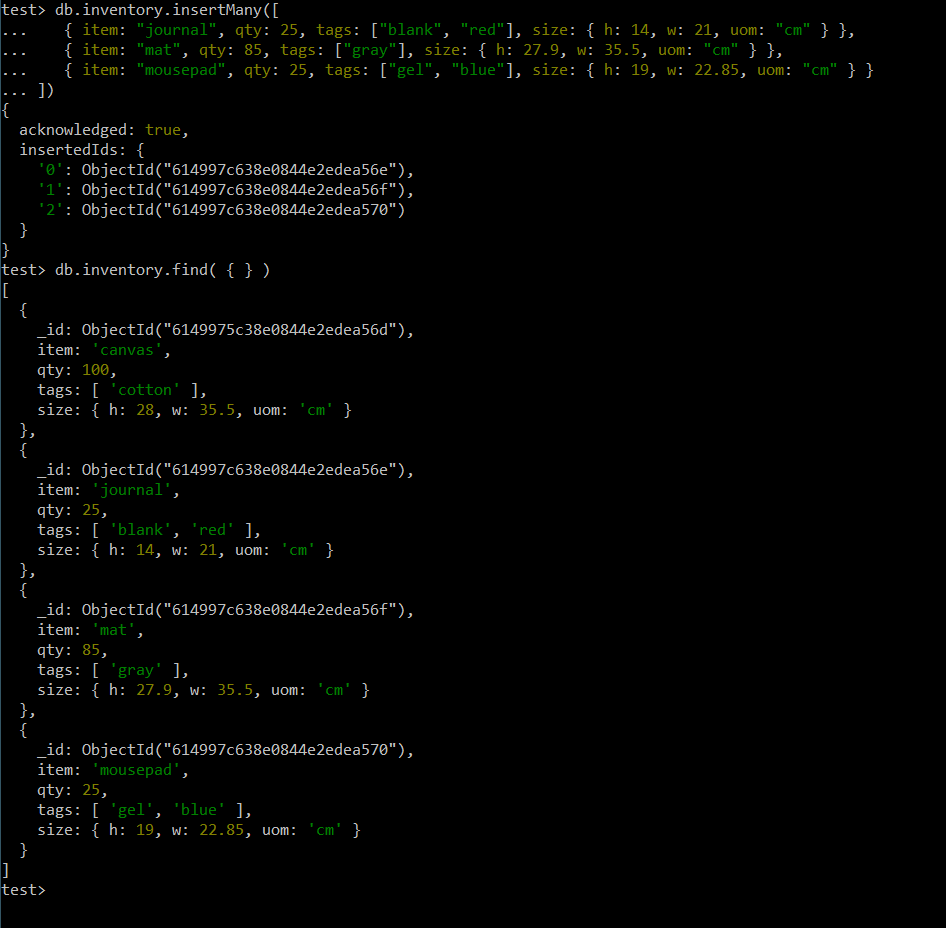 test> db.inventory.insertMany([
...    { item: "journal", qty: 25, tags: ["blank", "red"], size: { h: 14, w: 21, uom: "cm" } },
...    { item: "mat", qty: 85, tags: ["gray"], size: { h: 27.9, w: 35.5, uom: "cm" } },
...    { item: "mousepad", qty: 25, tags: ["gel", "blue"], size: { h: 19, w: 22.85, uom: "cm" } }
... ])
{
  acknowledged: true,
  insertedIds: {
    '0': ObjectId("614997c638e0844e2edea56e"),
    '1': ObjectId("614997c638e0844e2edea56f"),
    '2': ObjectId("614997c638e0844e2edea570")
  }
}
test> db.inventory.find( { } )
[
  {
    _id: ObjectId("6149975c38e0844e2edea56d"),
    item: 'canvas',
    qty: 100,
    tags: [ 'cotton' ],
    size: { h: 28, w: 35.5, uom: 'cm' }
  },
  {
    _id: ObjectId("614997c638e0844e2edea56e"),
    item: 'journal',
    qty: 25,
    tags: [ 'blank', 'red' ],
    size: { h: 14, w: 21, uom: 'cm' }
  },
  {
    _id: ObjectId("614997c638e0844e2edea56f"),
    item: 'mat',
    qty: 85,
    tags: [ 'gray' ],
    size: { h: 27.9, w: 35.5, uom: 'cm' }
  },
  {
    _id: ObjectId("614997c638e0844e2edea570"),
    item: 'mousepad',
    qty: 25,
    tags: [ 'gel', 'blue' ],
    size: { h: 19, w: 22.85, uom: 'cm' }
  }
]
test>